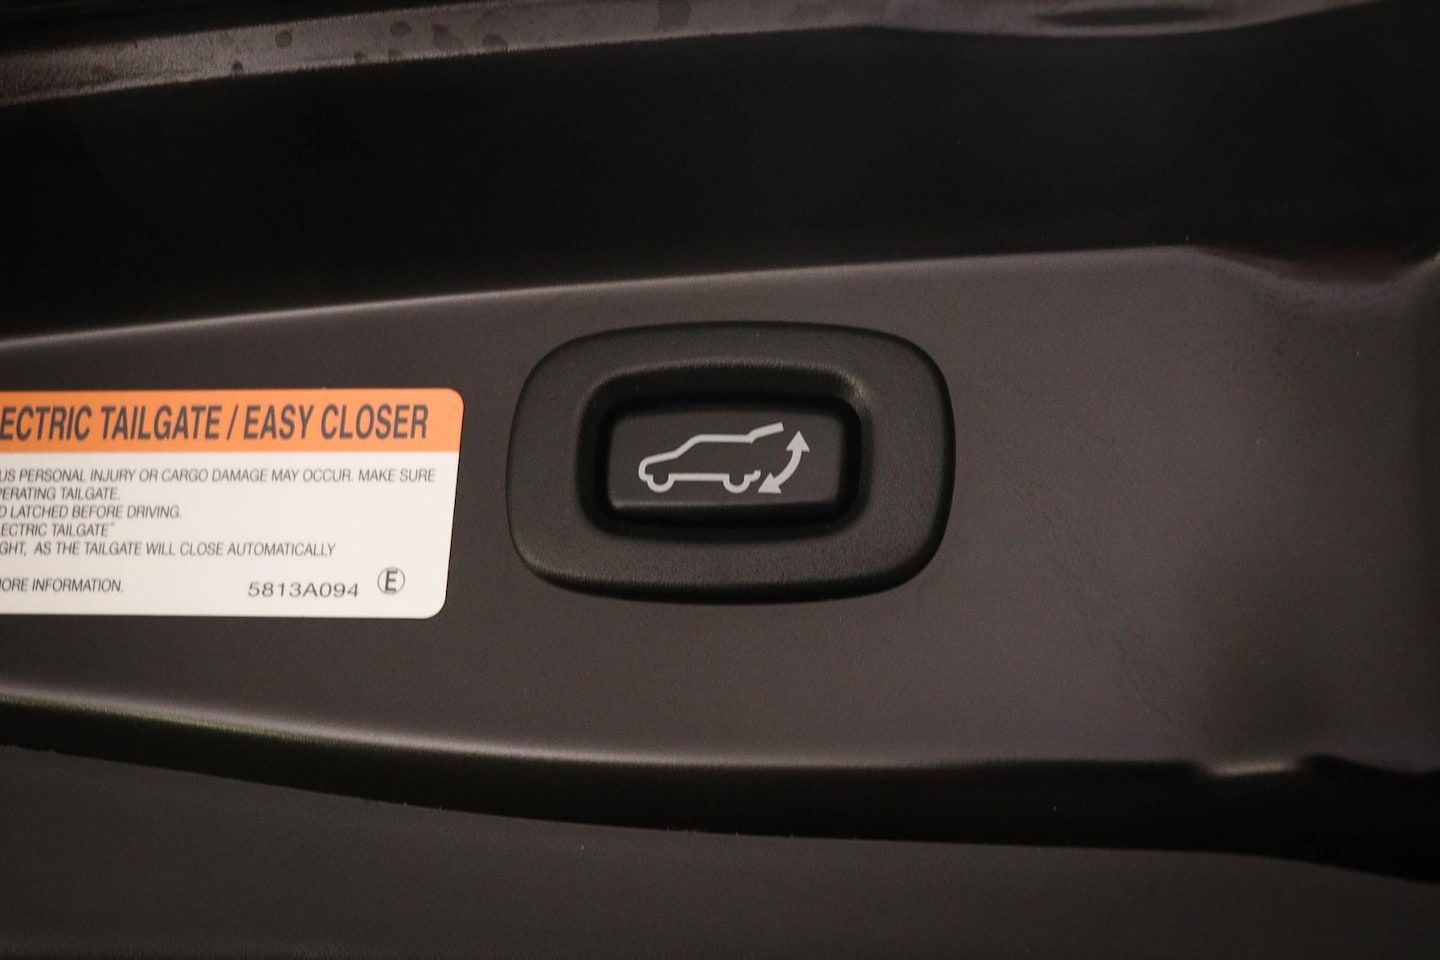 ECTRIC TAILGATE / EASY CLOSER
US PERSONAL INJURY OR CARGO DAMAGE MAY OCCUR. MAKE SURE
PERATING TAILGATE.
D LATCHED BEFORE DRIVING.
ECTRIC TAILGATE"
GHT, AS THE TAILGATE WILL CLOSE AUTOMATICALLY
MORE INFORMATION.
5813A094 E